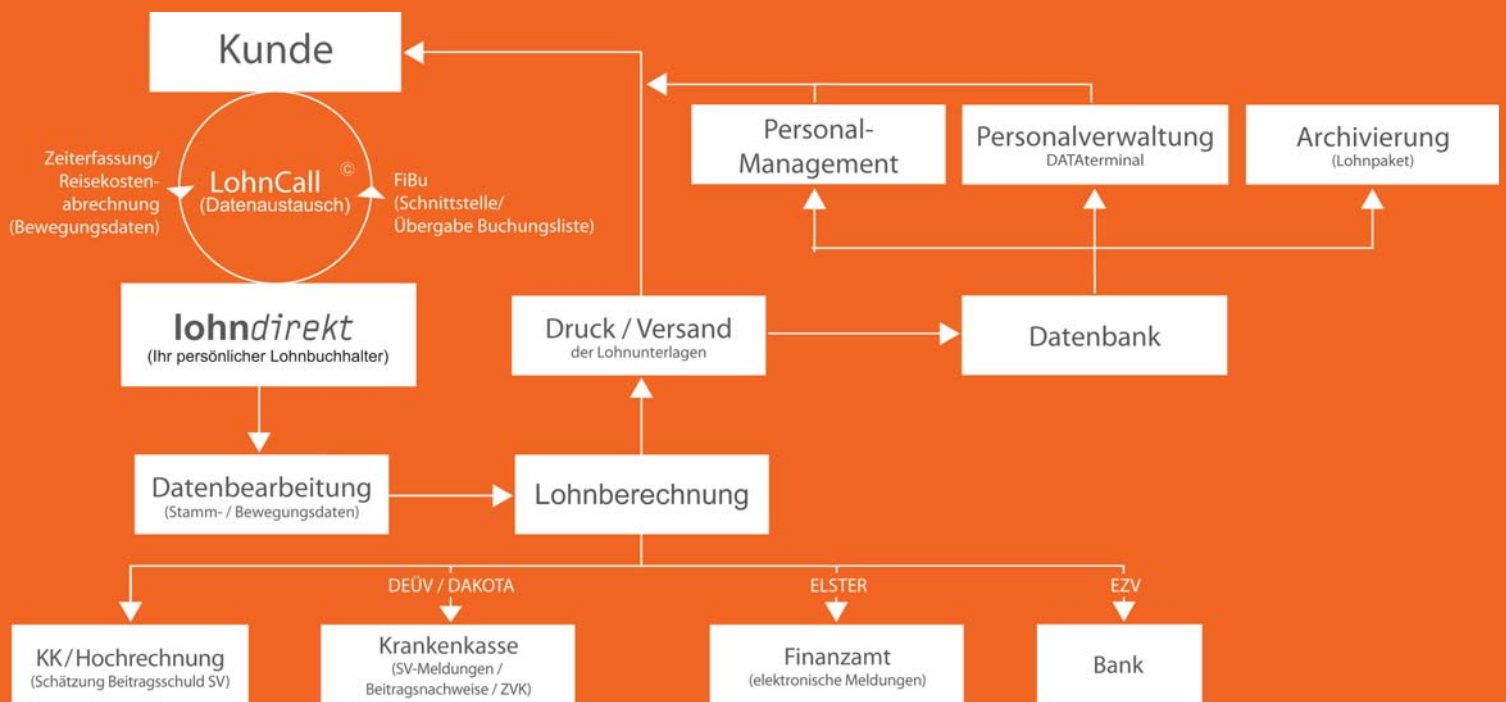 Kunde
Zeiterfassung/
Reisekosten-
abrechnung
(Bewegungsdaten)
LohnCall ©
(Datenaustausch)
FiBu
(Schnittstelle/
Übergabe Buchungsliste)
Personal-
Management
Personalverwaltung
DATAterminal
Archivierung
(Lohnpaket)
lohndirekt
(Ihr persönlicher Lohnbuchhalter)
Druck / Versand
der Lohnunterlagen
Datenbank
Datenbearbeitung
(Stamm- / Bewegungsdaten)
Lohnberechnung
DEÜV / DAKOTA
ELSTER
EZV
KK/Hochrechnung
(Schätzung Beitragsschuld SV)
Krankenkasse
(SV-Meldungen /
Beitragsnachweise / ZVK)
Finanzamt
(elektronische Meldungen)
Bank